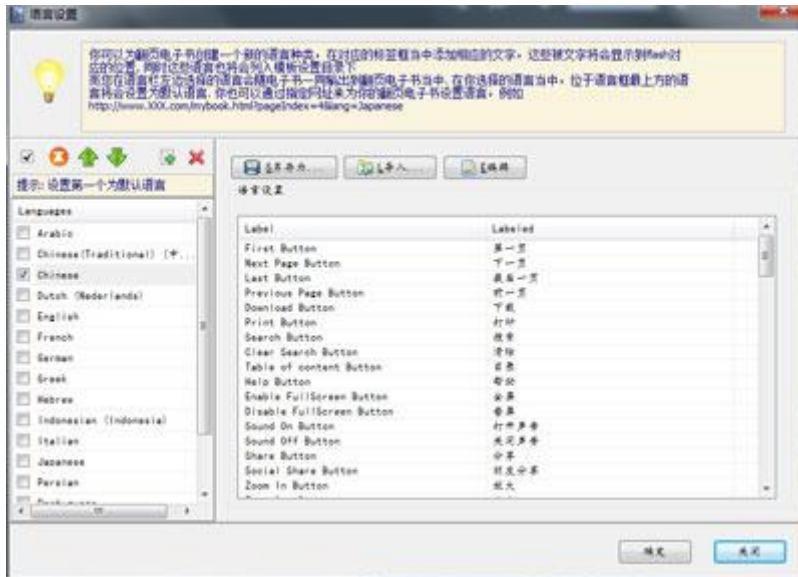 语言设置
你可以为翻页电子书创建一个新的语言种类，在对应的标签框当中添加相应的文字，这些被文字将会显示到flash对
应的位置,同时这些语言也将会列入模板设置目录下
亮您在语言栏左边选择的语言会随电子书一同输出到翻页电子书当中,在你选择的语言当中，位于语言框最上方的语
言将会设置为默认语言,你也可以通过指定网址来为你的翻页电子书设置语言，例如
http://www.XXX.com/mybook.html?pageIndex=4&lang=Japanese
提示:设置第一个为默认语言
Languages
Arabic
Chinese(Traditional) (中...
Chinese
Dutch (Nederlands)
English
French
German
Greek
Hebrew
Indonesian (Indonesia)
Italian
Japanese
Persian
S另存为...
L导入...
E编辑
语言设置
Label Labeled
First Button 第一页
Next Page Button 下一页
Last Button 最后一页
Previous Page Button 前一页
Download Button 下载
Print Button 打印
Search Button 搜索
Clear Search Button 清除
Table of content Button 目录
Help Button 帮助
Enable FullScreen Button 全屏
Disable FullScreen Button
Sound On Button 打开声音
Sound Off Button 关闭声音
Share Button 分享
Social Share Button 好友分享
Zoom In Button 放大
确定
关闭